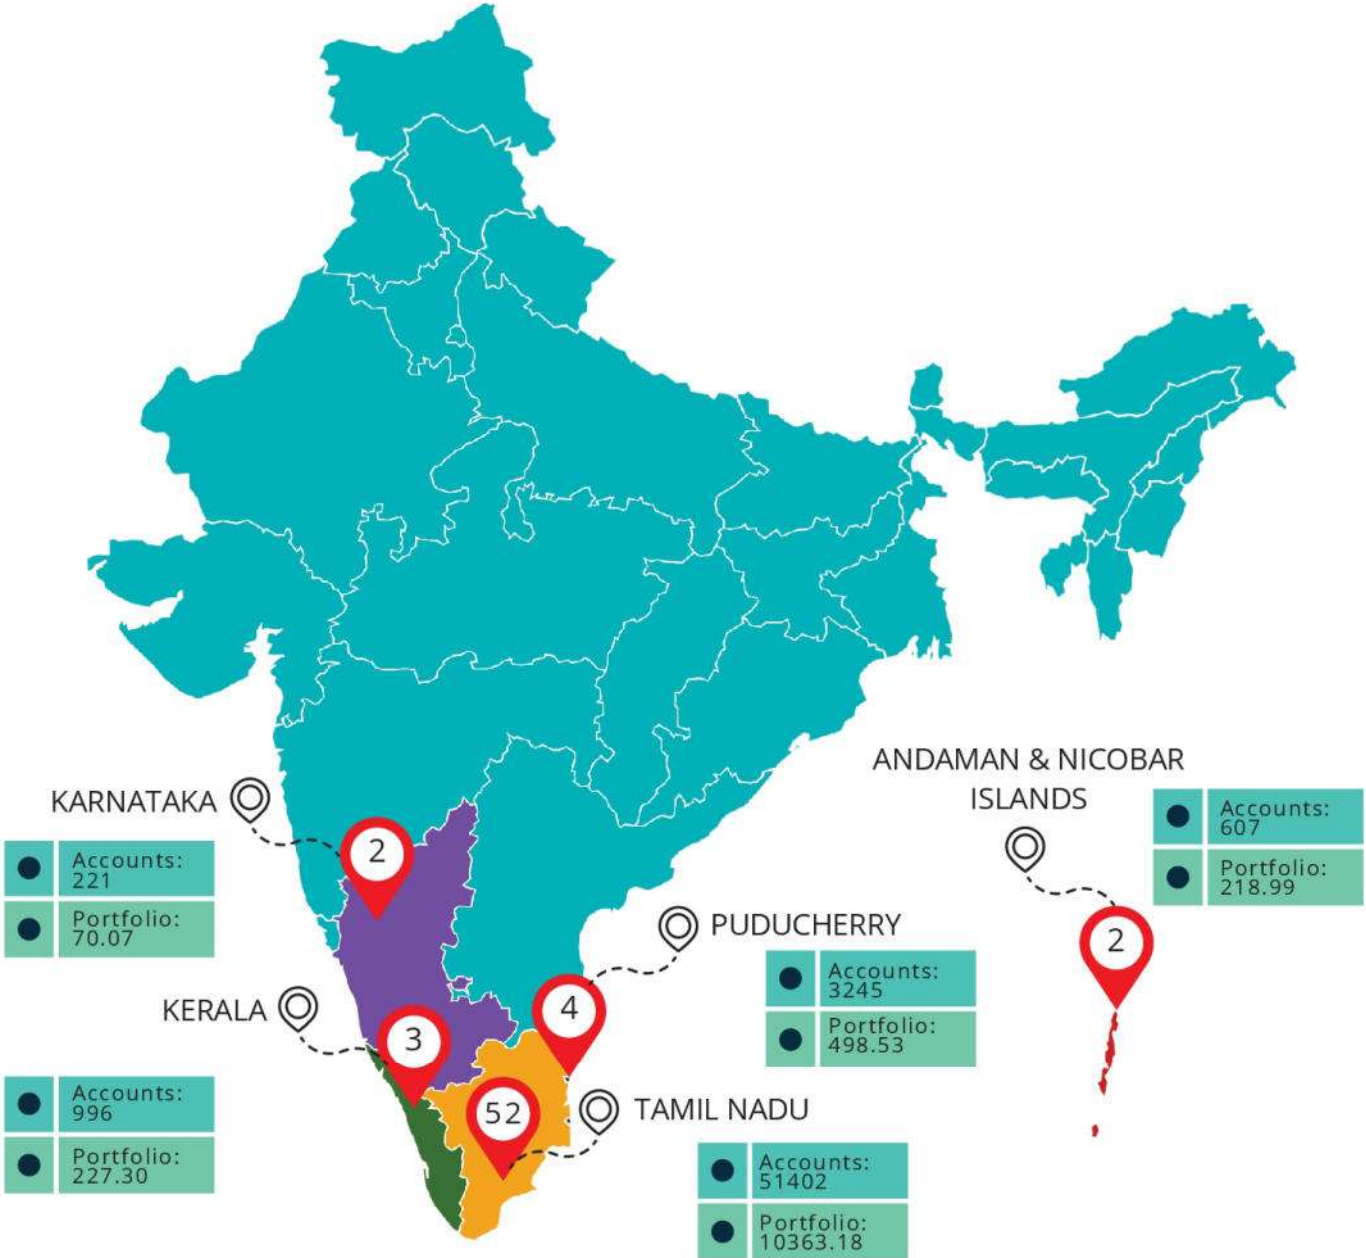 KARNATAKA
2
Accounts:
221
Portfolio:
70.07
KERALA
3
Accounts:
996
Portfolio:
227.30
ANDAMAN & NICOBAR
ISLANDS
2
Accounts:
607
Portfolio:
218.99
PUDUCHERRY
4
Accounts:
3245
Portfolio:
498.53
TAMIL NADU
52
Accounts:
51402
Portfolio:
10363.18